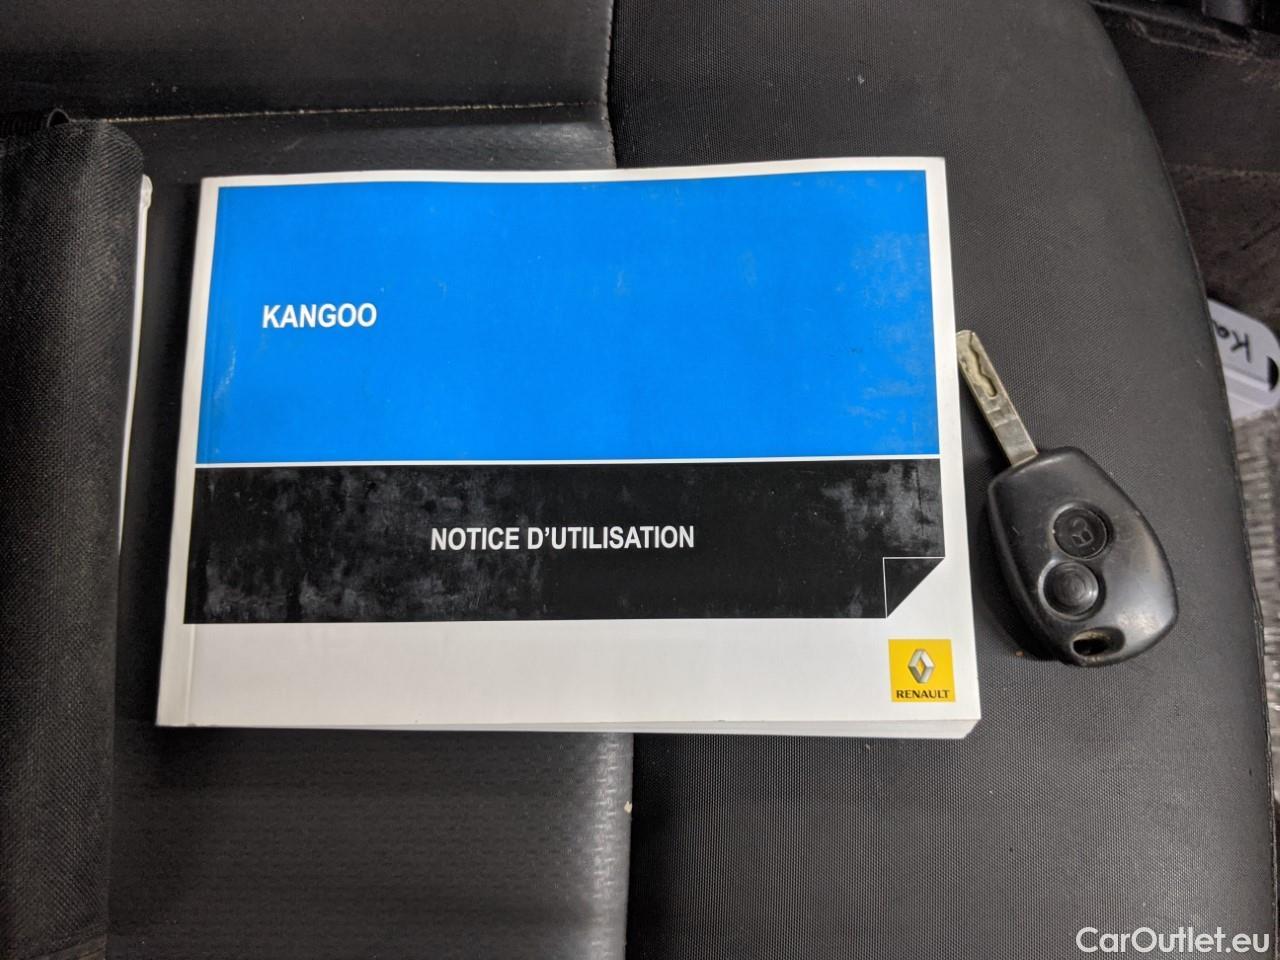 KANGOO
NOTICE D'UTILISATION
RENAULT
CarOutlet.eu